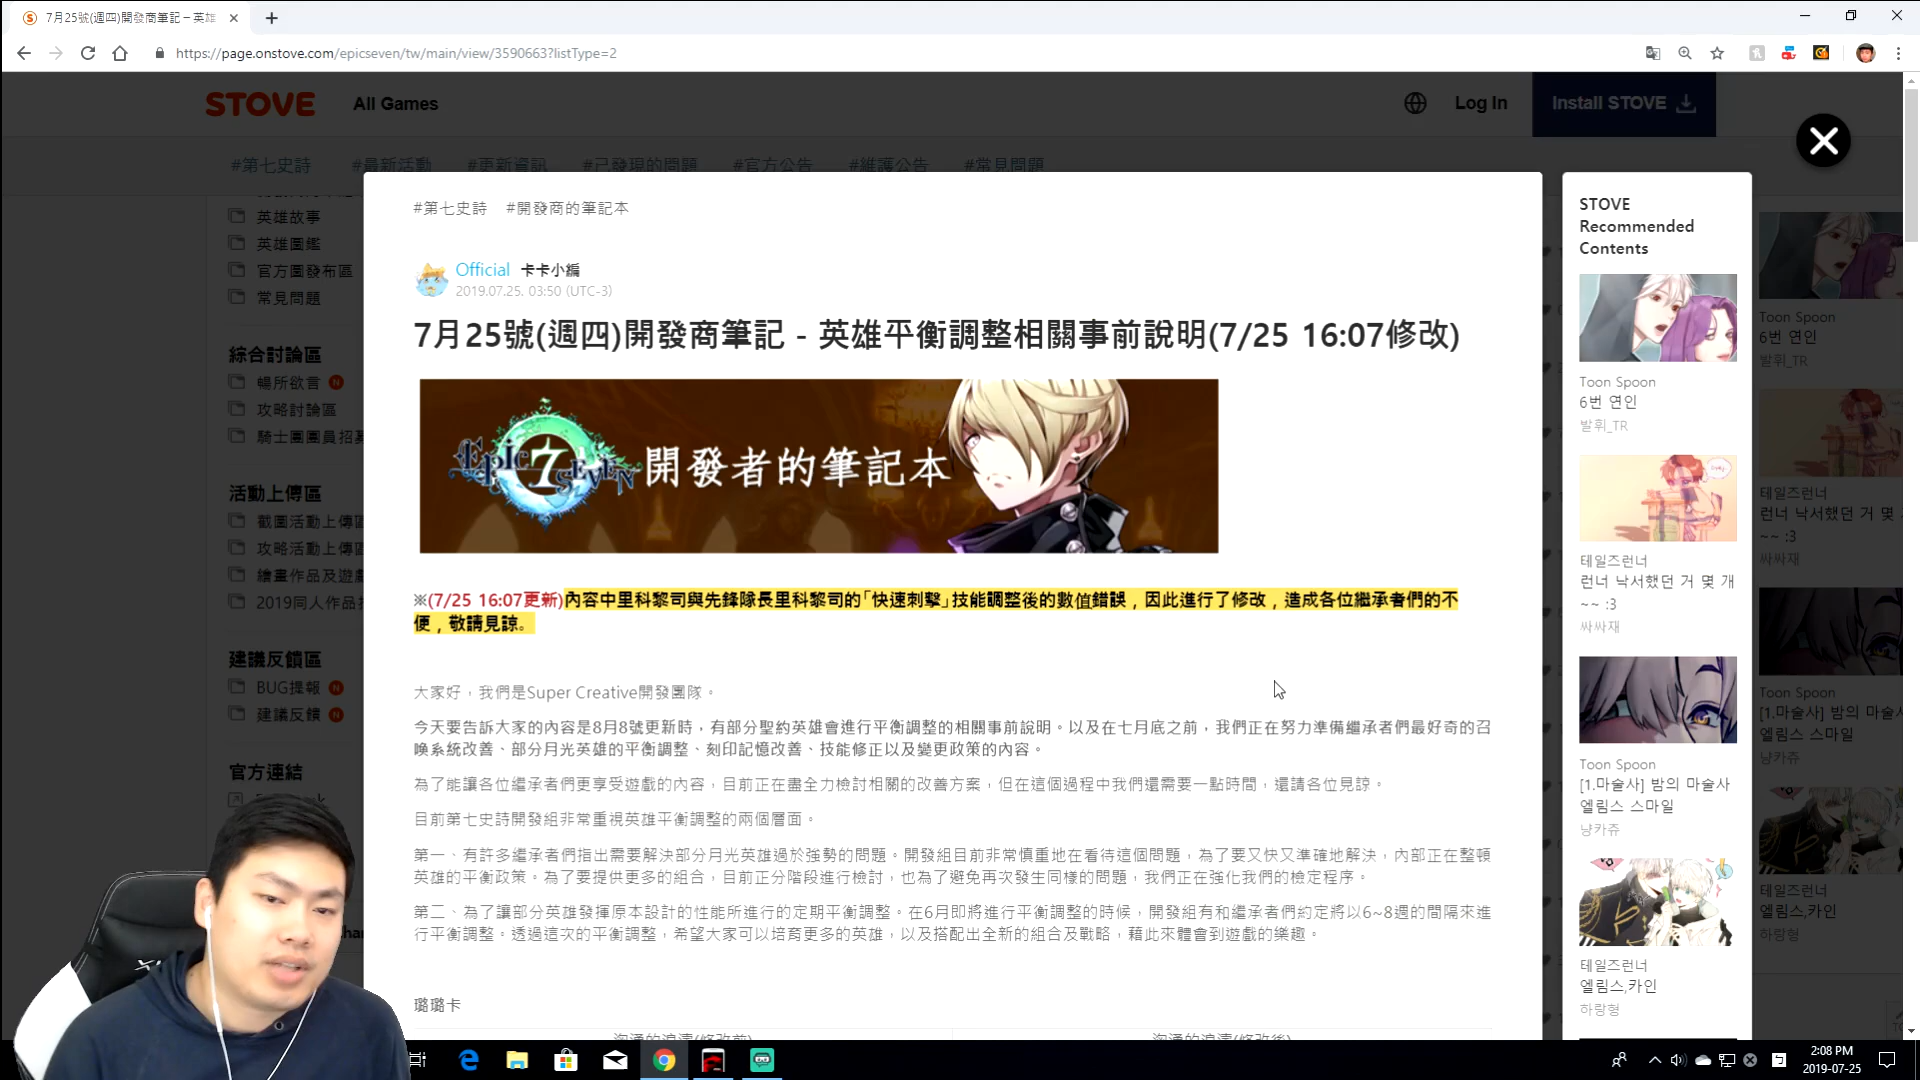 7月25號(週四)開發商筆記 – 英雄
https://page.onstove.com/epicseven/tw/main/view/3590663?listType=2
STOVE All Games Log In Install STOVE
#第七史詩 #最新活動 #更新資訊 #已發現的問題 #官方公告 #維護公告 #常見問題
英雄故事
英雄圖鑑
官方圖發布區
常見問題
綜合討論區
暢所欲言 N
攻略討論區
騎士團團員招募
活動上傳區
截圖活動上傳區
攻略活動上傳區
繪畫作品及遊戲
2019同人作品
建議反饋區
BUG提報 N
建議反饋 N
官方連結
#第七史詩 #開發商的筆記本
Official 卡卡小編
2019.07.25. 03:50 (UTC-3)
7月25號(週四)開發商筆記 - 英雄平衡調整相關事前說明(7/25 16:07修改)
EPIC SEVEN 7 開發者的筆記本
※(7/25 16:07更新)內容中里科黎司與先鋒隊長里科黎司的「快速刺擊」技能調整後的數值錯誤，因此進行了修改，造成各位繼承者們的不
便，敬請見諒。
大家好，我們是Super Creative開發團隊。
今天要告訴大家的內容是8月8號更新時，有部分聖約英雄會進行平衡調整的相關事前說明。以及在七月底之前，我們正在努力準備繼承者們最好奇的召
喚系統改善、部分月光英雄的平衡調整、刻印記憶改善、技能修正以及變更政策的內容。
為了能讓各位繼承者們更享受遊戲的內容，目前正在盡全力檢討相關的改善方案，但在這個過程中我們還需要一點時間，還請各位見諒。
目前第七史詩開發組非常重視英雄平衡調整的兩個層面。
第一、有許多繼承者們指出需要解決部分月光英雄過於強勢的問題。開發組目前非常慎重地在看待這個問題，為了要又快又準確地解決，內部正在整頓
英雄的平衡政策。為了要提供更多的組合，目前正分階段進行檢討，也為了避免再次發生同樣的問題，我們正在強化我們的檢定程序。
第二、為了讓部分英雄發揮原本設計的性能所進行的定期平衡調整。在6月即將進行平衡調整的時候，開發組有和繼承者們約定將以6~8週的間隔來進
行平衡調整。透過這次的平衡調整，希望大家可以培育更多的英雄，以及搭配出全新的組合及戰略，藉此來體會到遊戲的樂趣。
璐璐卡
洶湧的浪濤(修改前) 洶湧的浪濤(修改後)
STOVE
Recommended
Contents
Toon Spoon
6번 연인
발휘_TR
테일즈런너
런너 낙서했던 거 몇 개
~~ :3
싸싸재
Toon Spoon
[1.마술사] 밤의 마술사
엘림스 스마일
냥카쥬
테일즈런너
엘림스,카인
하랑형
Toon Spoon
6번 연인
발휘_TR
테일즈런너
런너 낙서했던 거 몇
~~ :3
싸싸재
Toon Spoon
[1.마술사] 밤의 마술사
엘림스 스마일
냥카쥬
테일즈런너
엘림스,카인
하랑형
2:08 PM
2019-07-25